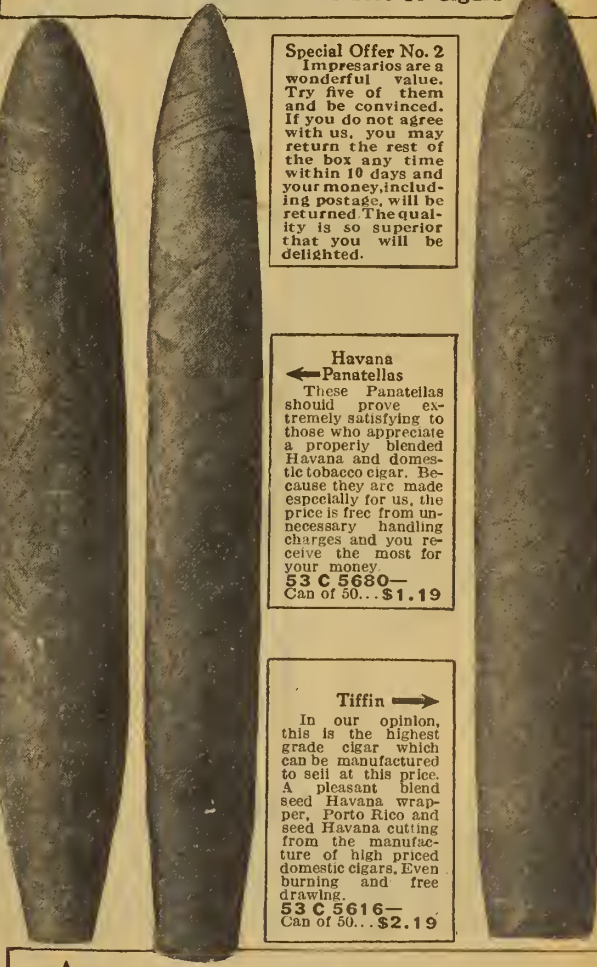 Special Offer No. 2
Impresarios are a
wonderful value.
Try five of them
and be convinced.
If you do not agree
with us, you may
return the rest of
the box any time
within 10 days and
your money, includ-
ing postage, will be
returned. The qual-
ity is so superior
that you will be
delighted.
Havana
Panatellas
These Panatellas
should prove ex-
tremely satisfying to
those who appreciate
a properly blended
Havana and domes-
tic tobacco cigar. Be-
cause they are made
especially for us, the
price is free from un-
necessary handling
charges and you re-
ceive the most for
your money.
53 C 5680—
Can of 50...$1.19
Tiffin
In our opinion,
this is the highest
grade cigar which
can be manufactured
to sell at this price.
A pleasant blend
seed Havana wrap-
per, Porto Rico and
seed Havana cutting
from the manufac-
ture of high priced
domestic cigars. Even
burning and free
drawing.
53 C 5616—
Can of 50...$2.19